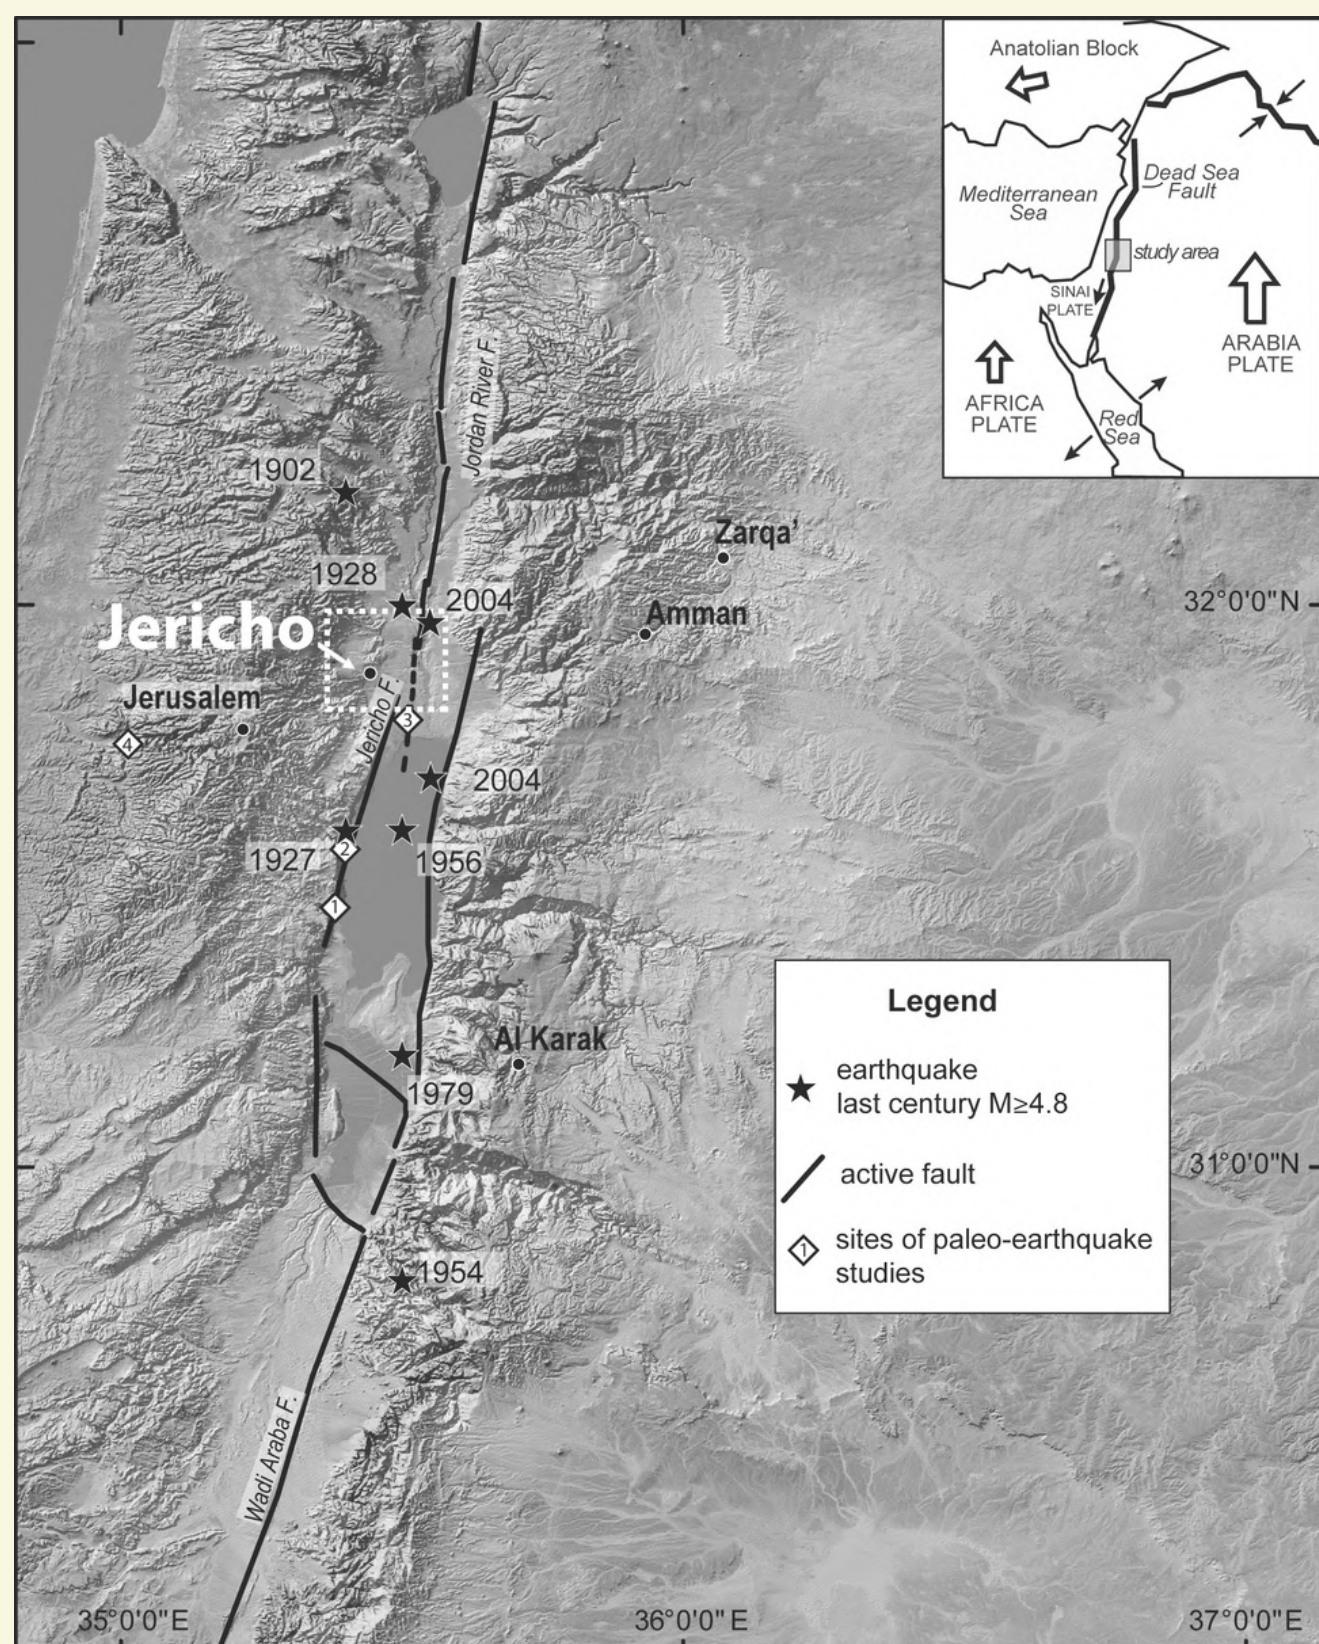 Anatolian Block
Mediterranean
Sea
Dead Sea
Fault
study area
SINAI
PLATE
ARABIA
PLATE
AFRICA
PLATE
Red
Sea
Jordan River F.
1902
1928
2004
Zarqa'
Amman
32°0'0"N
Jericho
Jerusalem
Jericho F.
4
3
2004
1927
2
1956
1
Al Karak
1979
31°0'0"N
1954
Wadi Araba F.
Legend
earthquake
last century M≥4.8
active fault
1
sites of paleo-earthquake
studies
35°0'0"E
36°0'0"E
37°0'0"E